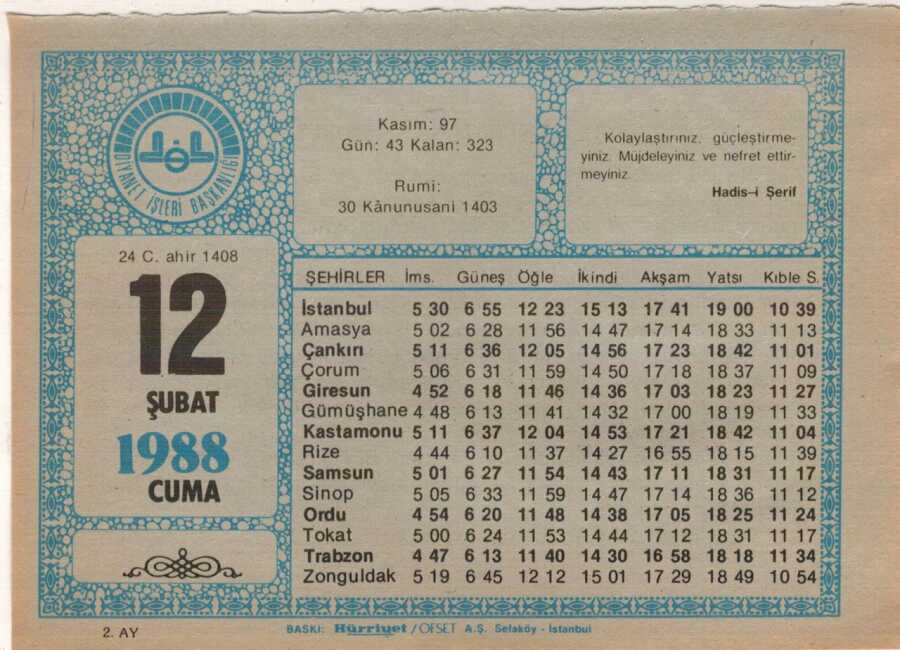 DİYANET İŞLERİ BAŞKANLIĞI
Kasım: 97
Gün: 43 Kalan: 323
Rumi:
30 Kânunusani 1403
Kolaylaştırınız, güçleştirme-
yiniz. Müjdeleyiniz ve nefret ettir-
meyiniz.
Hadis-i Şerif
24 C. ahir 1408
12
ŞUBAT
1988
CUMA
ŞEHİRLER İms. Güneş Öğle İkindi Akşam Yatsı Kıble S.
İstanbul 5 30 6 55 12 23 15 13 17 41 19 00 10 39
Amasya 5 02 6 28 11 56 14 47 17 14 18 33 11 13
Çankırı 5 11 6 36 12 05 14 56 17 23 18 42 11 01
Çorum 5 06 6 31 11 59 14 50 17 18 18 37 11 09
Giresun 4 52 6 18 11 46 14 36 17 03 18 23 11 27
Gümüşhane 4 48 6 13 11 41 14 32 17 00 18 19 11 33
Kastamonu 5 11 6 37 12 04 14 53 17 21 18 42 11 04
Rize 4 44 6 10 11 37 14 27 16 55 18 15 11 39
Samsun 5 01 6 27 11 54 14 43 17 11 18 31 11 17
Sinop 5 05 6 33 11 59 14 47 17 14 18 36 11 12
Ordu 4 54 6 20 11 48 14 38 17 05 18 25 11 24
Tokat 5 00 6 24 11 53 14 44 17 12 18 31 11 17
Trabzon 4 47 6 13 11 40 14 30 16 58 18 18 11 34
Zonguldak 5 19 6 45 12 12 15 01 17 29 18 49 10 54
2. AY
BASKI: Hürriyet / OFSET A.Ş. Sefaköy - İstanbul